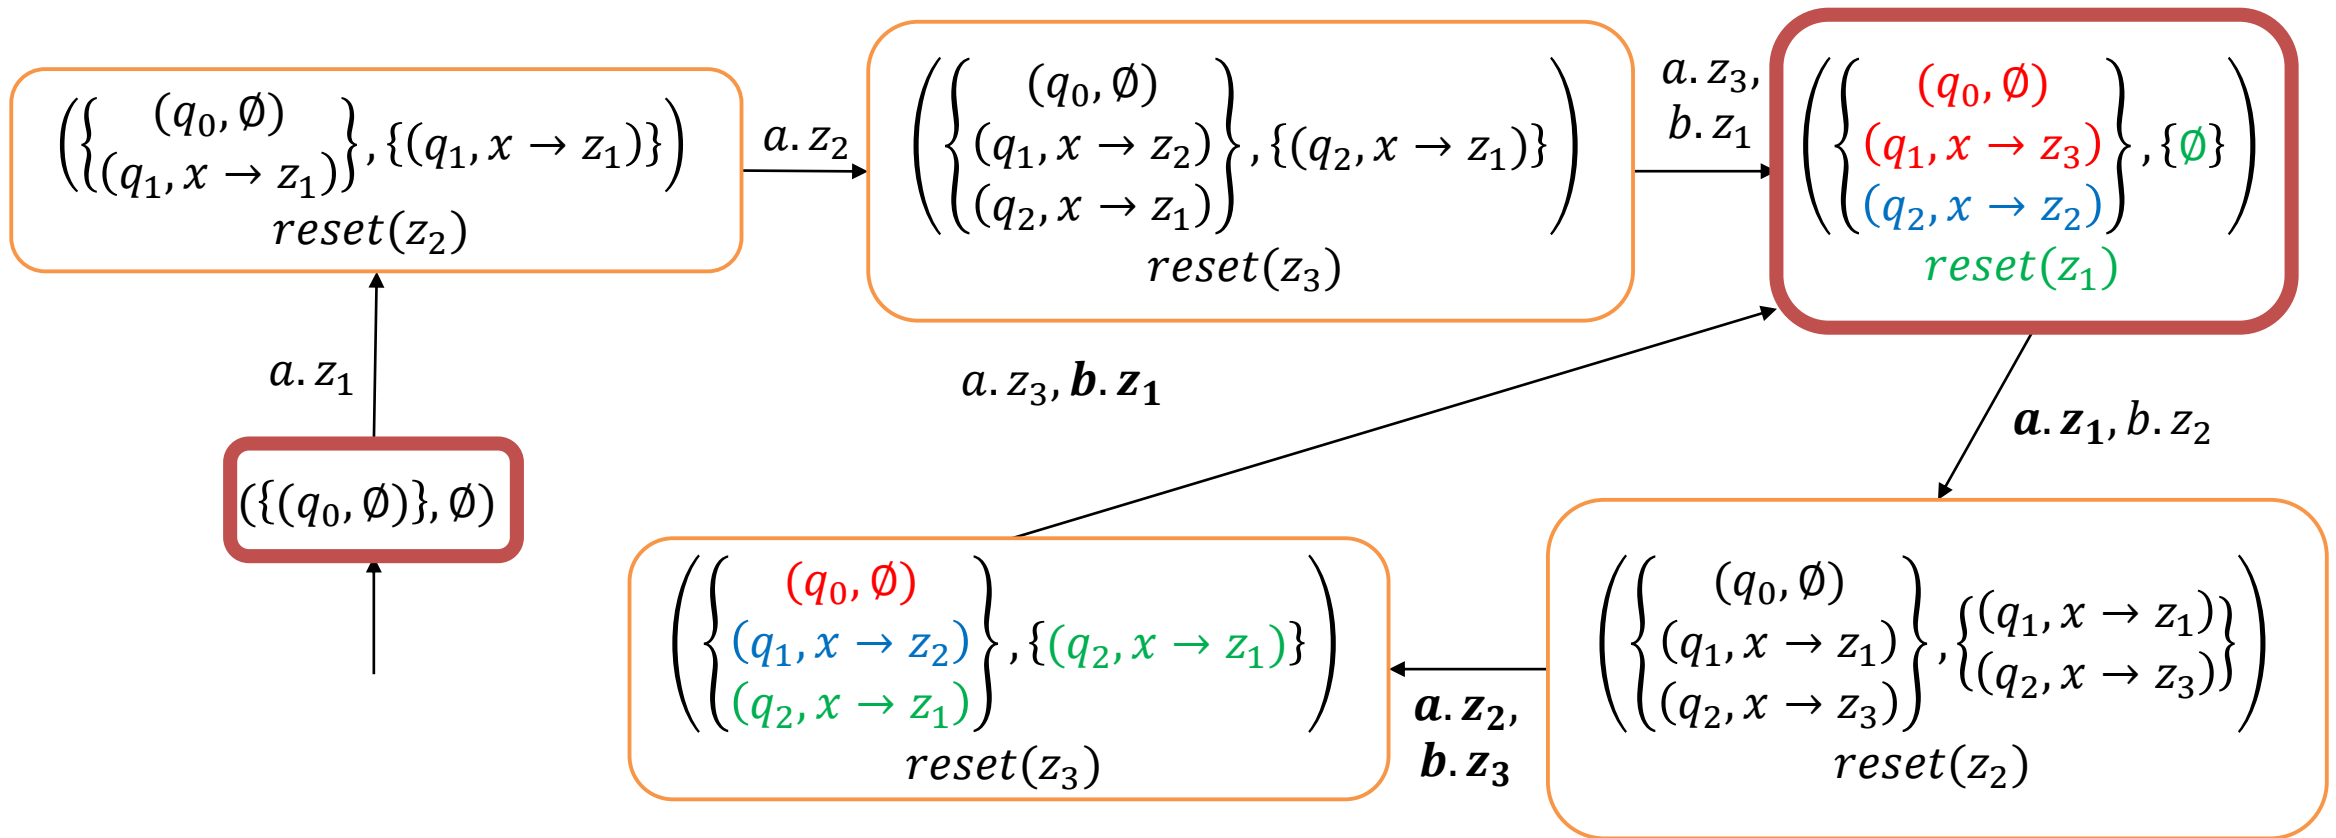 ({(q₀, ∅), (q₁, x → z₁)}, {(q₁, x → z₁)})
reset(z₂)
a. z₂
({(q₀, ∅), (q₁, x → z₂), (q₂, x → z₁)}, {(q₂, x → z₁)})
reset(z₃)
a. z₃,
b. z₁
({(q₀, ∅), (q₁, x → z₃), (q₂, x → z₂)}, {∅})
reset(z₁)
a. z₁
a. z₃, b. z₁
a. z₁, b. z₂
({(q₀, ∅)}, ∅)
({(q₀, ∅), (q₁, x → z₂), (q₂, x → z₁)}, {(q₂, x → z₁)})
reset(z₃)
a. z₂,
b. z₃
({(q₀, ∅), (q₁, x → z₁), (q₂, x → z₃)}, {(q₁, x → z₁), (q₂, x → z₃)})
reset(z₂)